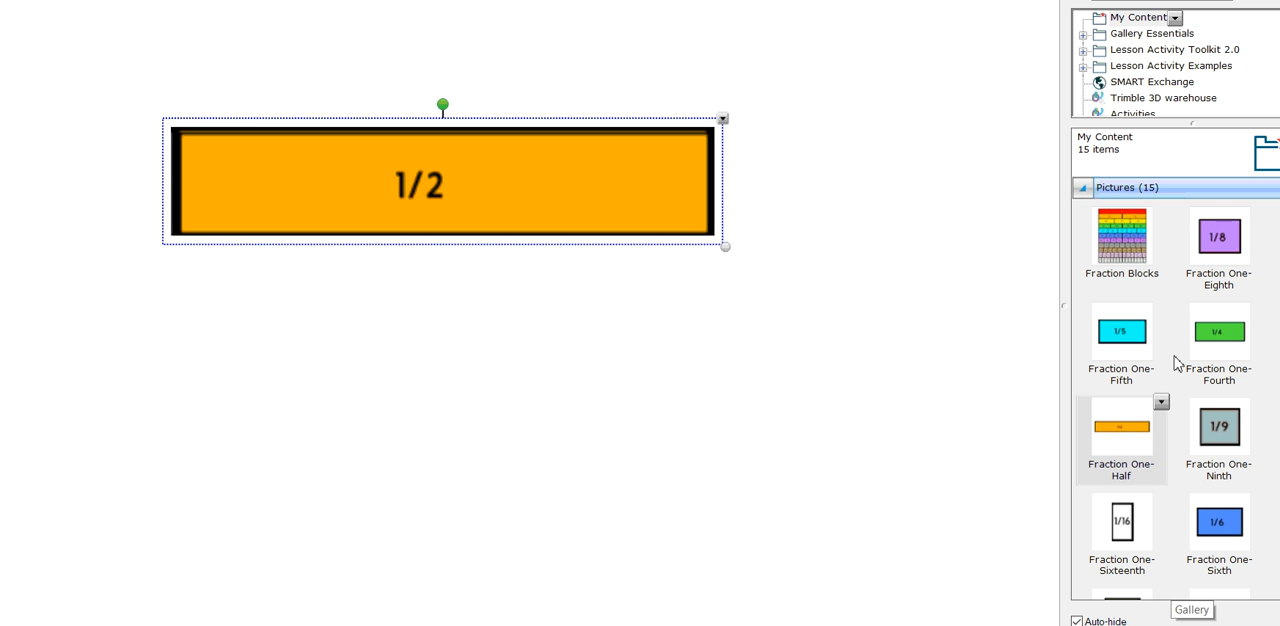 My Content
Gallery Essentials
Lesson Activity Toolkit 2.0
Lesson Activity Examples
SMART Exchange
Trimble 3D warehouse
Activities
1/2
My Content
15 items
Pictures (15)
1/8
Fraction Blocks
Fraction One-
Eighth
1/5
1/4
Fraction One-
Fifth
Fraction One-
Fourth
1/9
Fraction One-
Half
Fraction One-
Ninth
1/16
1/6
Fraction One-
Sixteenth
Fraction One-
Sixth
Gallery
Auto-hide